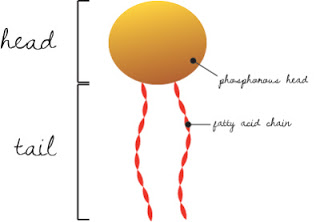 head
phosphorous head
fatty acid chain
tail